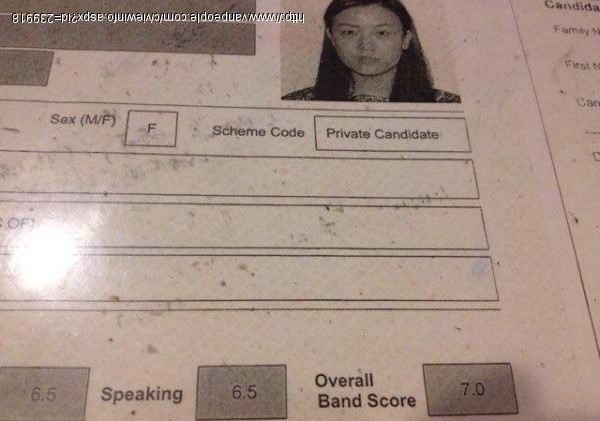 http://www.vanpeople.com/c/viewinfo.aspx?id=239918
Candida
Family N
First N
Can
D
Sex (M/F) F Scheme Code Private Candidate
OF)
6.5 Speaking 6.5 Overall Band Score 7.0